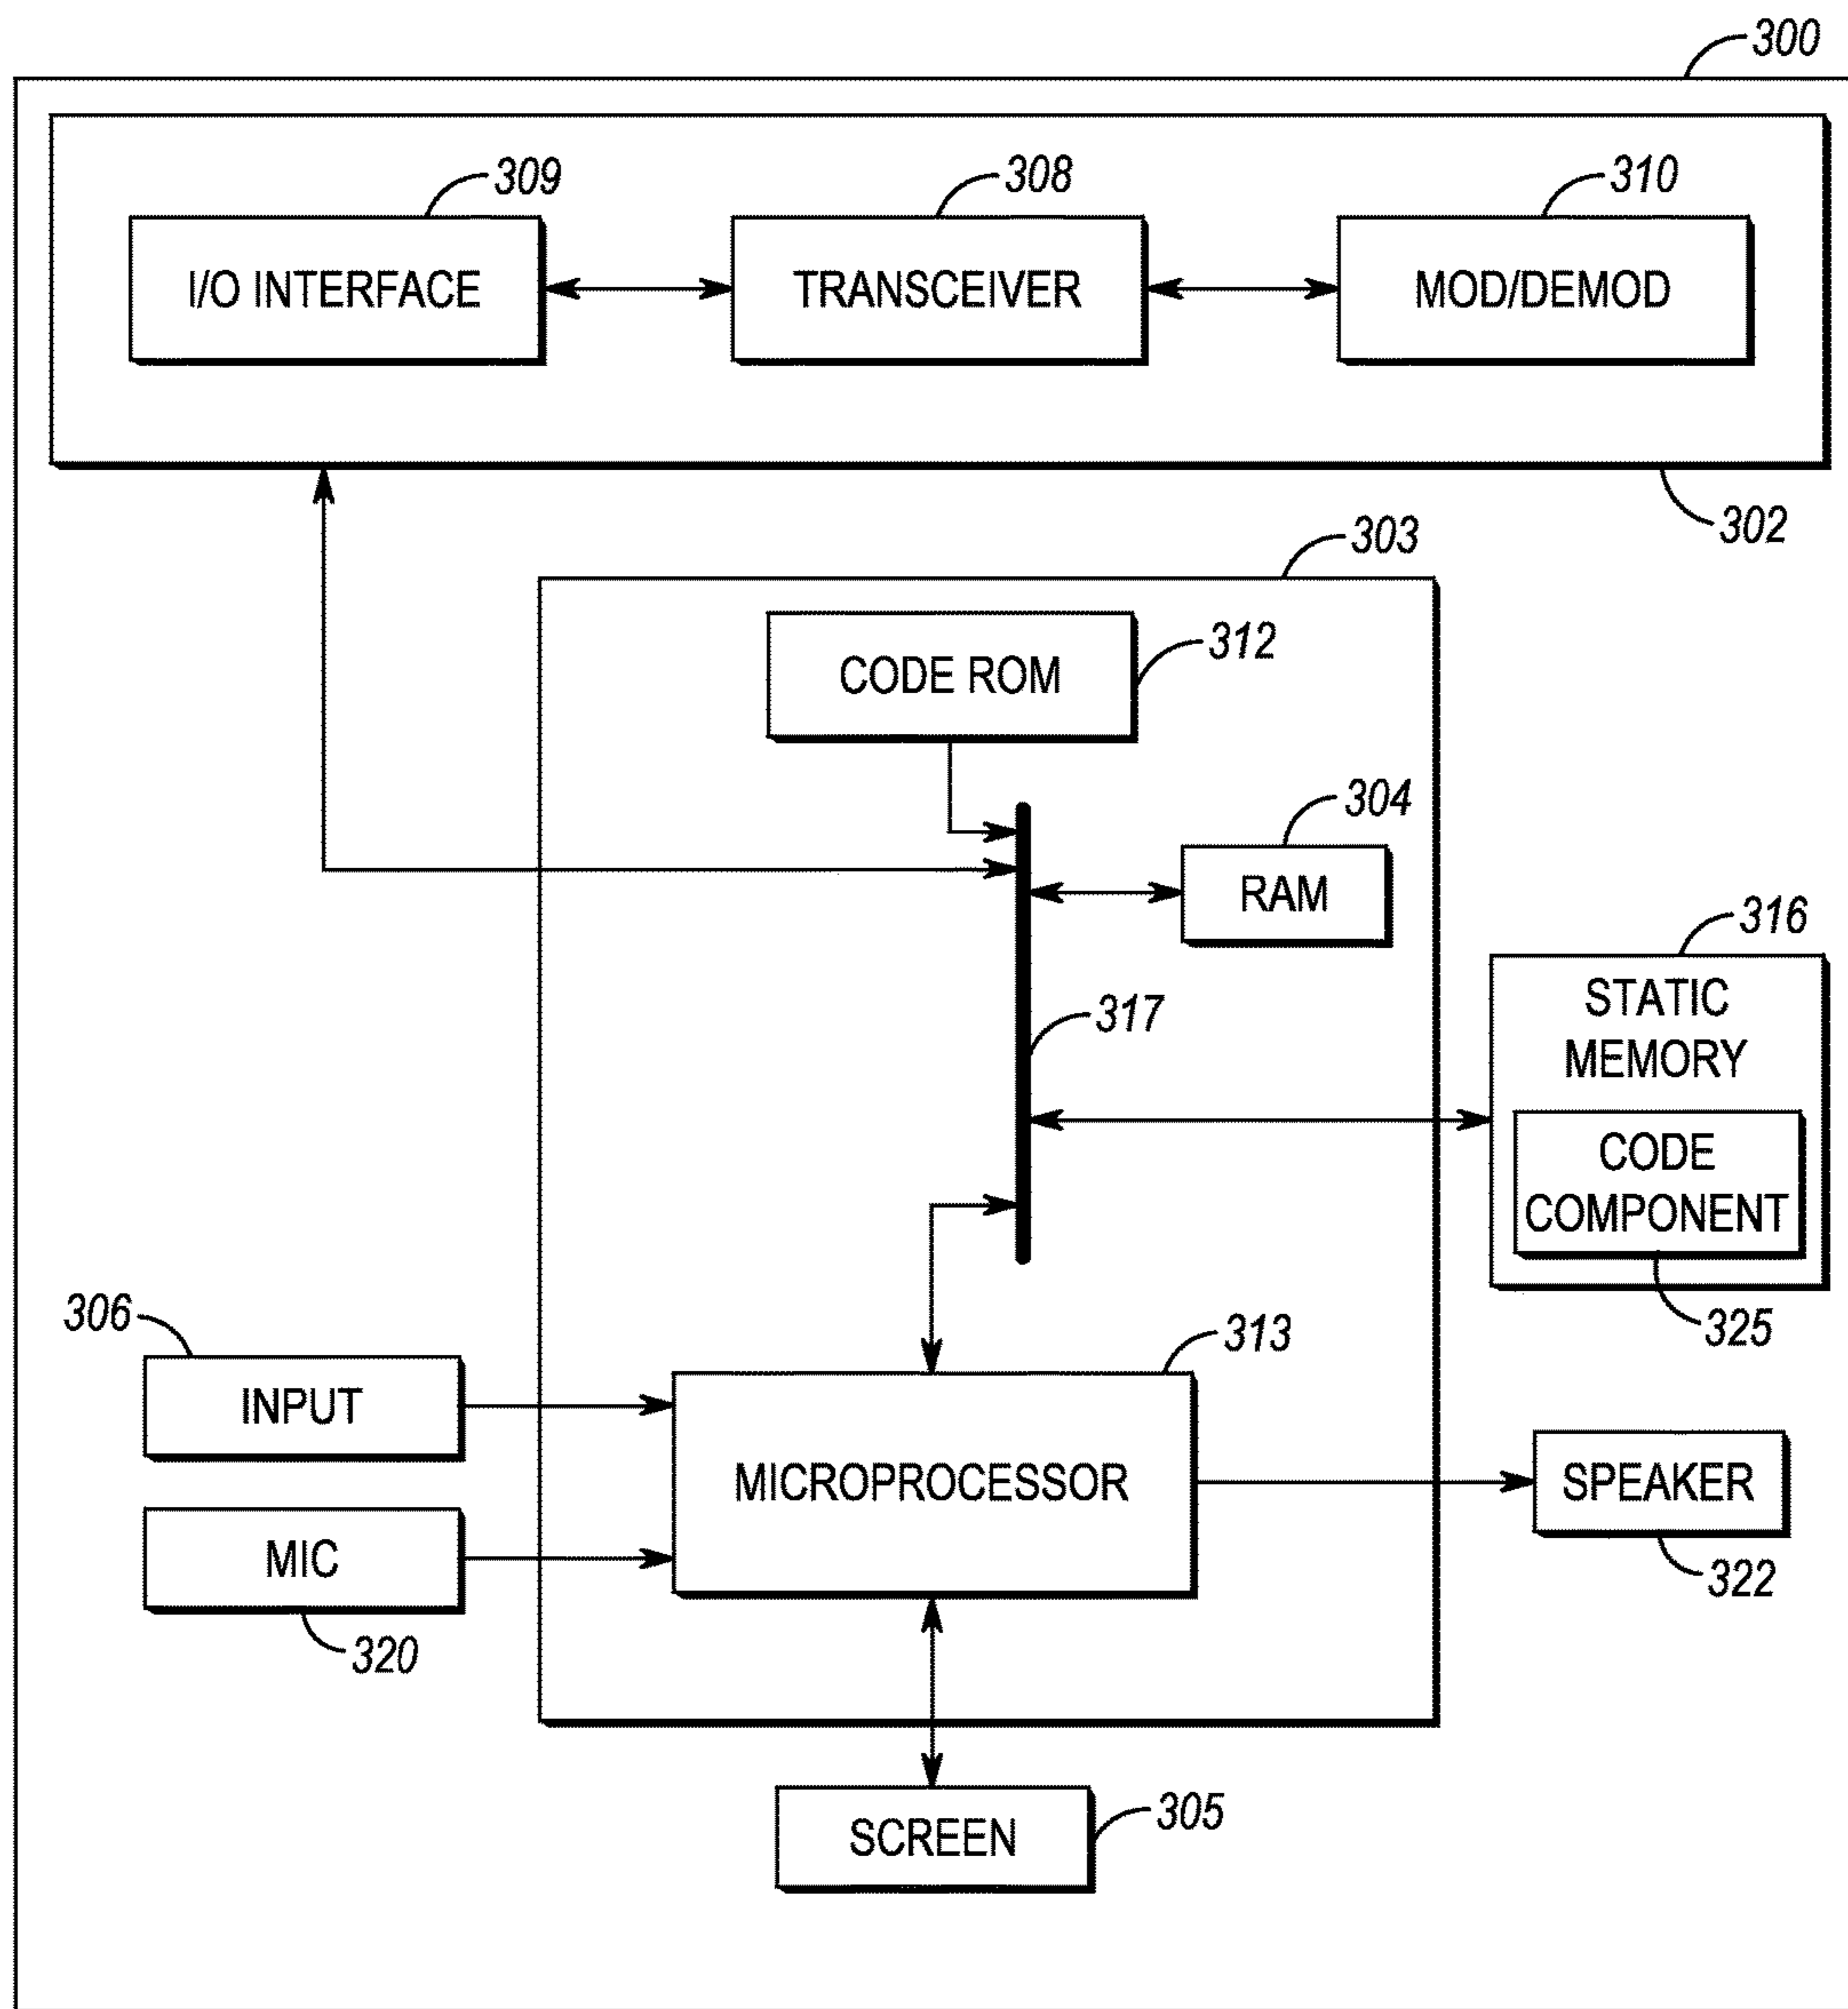 300
309
308
310
I/O INTERFACE
TRANSCEIVER
MOD/DEMOD
302
303
CODE ROM
312
304
RAM
316
STATIC
MEMORY
317
CODE
COMPONENT
325
306
INPUT
313
MICROPROCESSOR
SPEAKER
322
MIC
320
SCREEN
305